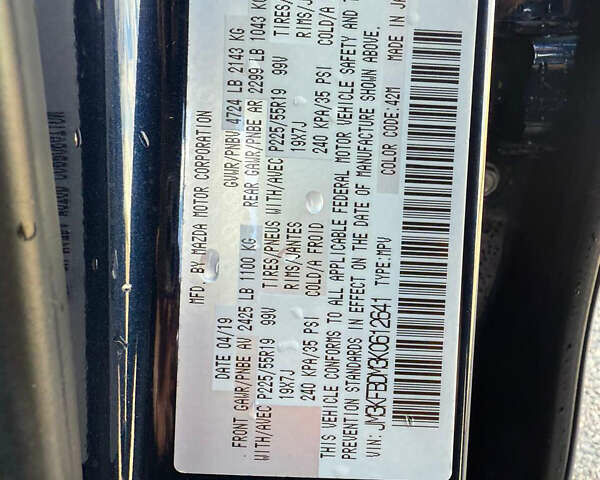 MFD. BY MAZDA MOTOR CORPORATION
DATE 04/19 GVWR/PNBV 4724 LB 2143 KG
FRONT GAWR/PNBE AV 2425 LB 1100 KG REAR GAWR/PNBE AR 2299 LB 1043 KG
WITH/AVEC P225/55R19 99V TIRES/PNEUS WITH/AVEC P225/55R19 99V TIRES/
19X7J RIMS/JANTES 19X7J RIMS/J
240 KPA/35 PSI COLD/A FROID 240 KPA/35 PSI COLD/A
THIS VEHICLE CONFORMS TO ALL APPLICABLE FEDERAL MOTOR VEHICLE SAFETY AND T
PREVENTION STANDARDS IN EFFECT ON THE DATE OF MANUFACTURE SHOWN ABOVE.
VIN: JM3KFBDM3K0612641 TYPE:MPV COLOR CODE:42M MADE IN JA